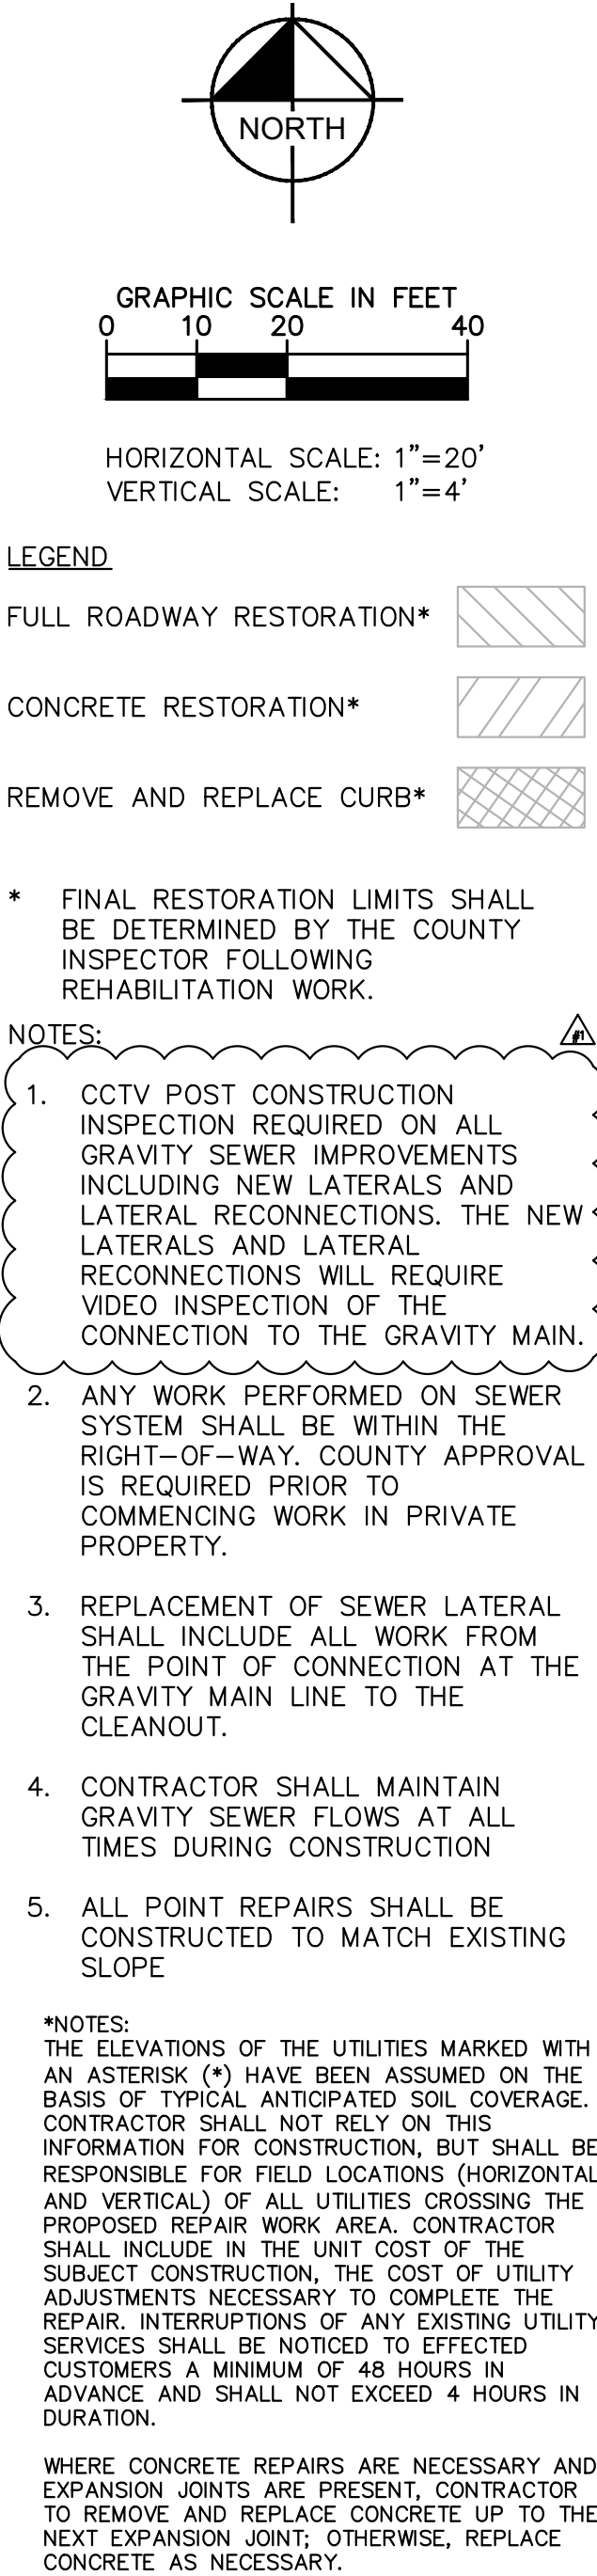 NORTH
GRAPHIC SCALE IN FEET
0 10 20 40
HORIZONTAL SCALE: 1"=20'
VERTICAL SCALE: 1"=4'
LEGEND
FULL ROADWAY RESTORATION*
CONCRETE RESTORATION*
REMOVE AND REPLACE CURB*
* FINAL RESTORATION LIMITS SHALL
BE DETERMINED BY THE COUNTY
INSPECTOR FOLLOWING
REHABILITATION WORK.
NOTES: #1
1. CCTV POST CONSTRUCTION
INSPECTION REQUIRED ON ALL
GRAVITY SEWER IMPROVEMENTS
INCLUDING NEW LATERALS AND
LATERAL RECONNECTIONS. THE NEW
LATERALS AND LATERAL
RECONNECTIONS WILL REQUIRE
VIDEO INSPECTION OF THE
CONNECTION TO THE GRAVITY MAIN.
2. ANY WORK PERFORMED ON SEWER
SYSTEM SHALL BE WITHIN THE
RIGHT-OF-WAY. COUNTY APPROVAL
IS REQUIRED PRIOR TO
COMMENCING WORK IN PRIVATE
PROPERTY.
3. REPLACEMENT OF SEWER LATERAL
SHALL INCLUDE ALL WORK FROM
THE POINT OF CONNECTION AT THE
GRAVITY MAIN LINE TO THE
CLEANOUT.
4. CONTRACTOR SHALL MAINTAIN
GRAVITY SEWER FLOWS AT ALL
TIMES DURING CONSTRUCTION
5. ALL POINT REPAIRS SHALL BE
CONSTRUCTED TO MATCH EXISTING
SLOPE
*NOTES:
THE ELEVATIONS OF THE UTILITIES MARKED WITH
AN ASTERISK (*) HAVE BEEN ASSUMED ON THE
BASIS OF TYPICAL ANTICIPATED SOIL COVERAGE.
CONTRACTOR SHALL NOT RELY ON THIS
INFORMATION FOR CONSTRUCTION, BUT SHALL BE
RESPONSIBLE FOR FIELD LOCATIONS (HORIZONTAL
AND VERTICAL) OF ALL UTILITIES CROSSING THE
PROPOSED REPAIR WORK AREA. CONTRACTOR
SHALL INCLUDE IN THE UNIT COST OF THE
SUBJECT CONSTRUCTION, THE COST OF UTILITY
ADJUSTMENTS NECESSARY TO COMPLETE THE
REPAIR. INTERRUPTIONS OF ANY EXISTING UTILITY
SERVICES SHALL BE NOTICED TO EFFECTED
CUSTOMERS A MINIMUM OF 48 HOURS IN
ADVANCE AND SHALL NOT EXCEED 4 HOURS IN
DURATION.
WHERE CONCRETE REPAIRS ARE NECESSARY AND
EXPANSION JOINTS ARE PRESENT, CONTRACTOR
TO REMOVE AND REPLACE CONCRETE UP TO THE
NEXT EXPANSION JOINT; OTHERWISE, REPLACE
CONCRETE AS NECESSARY.